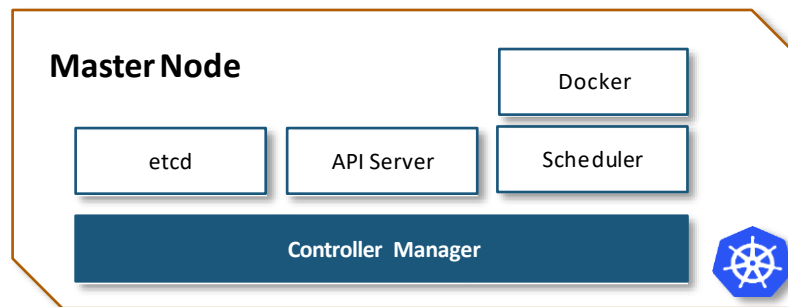 Master Node
Docker
etcd
API Server
Scheduler
Controller Manager